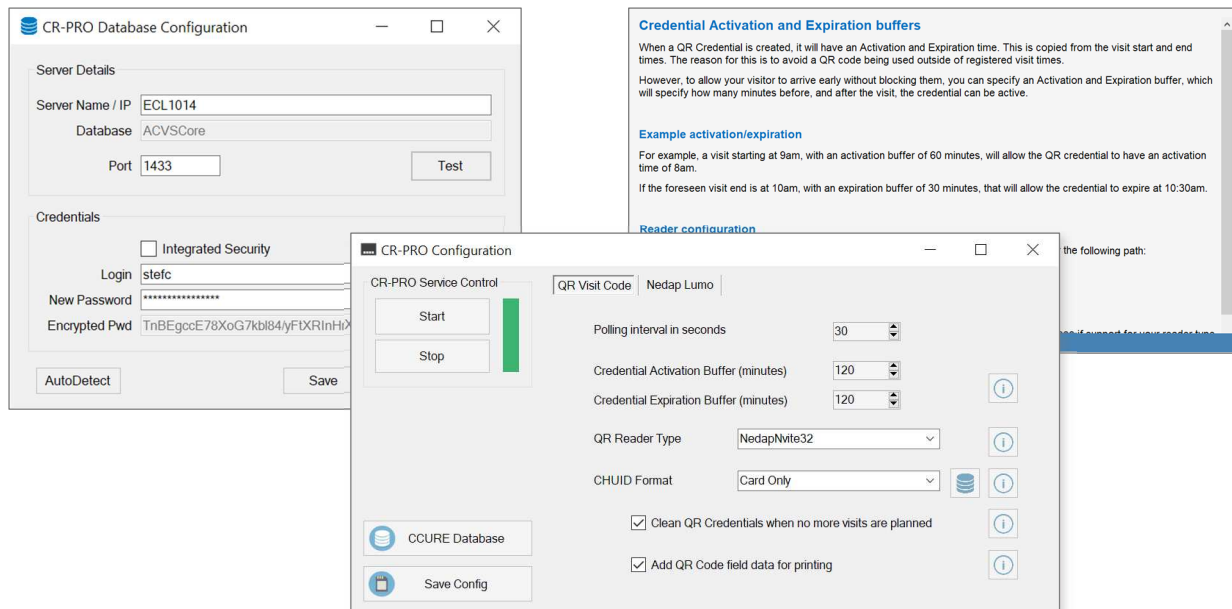 CR-PRO Database Configuration
Server Details
Server Name / IP ECL1014
Database ACVSCore
Port 1433
Test
Credentials
Integrated Security
Login stefc
New Password ****************
Encrypted Pwd
AutoDetect
Save
Credential Activation and Expiration buffers
When a QR Credential is created, it will have an Activation and Expiration time. This is copied from the visit start and end
times. The reason for this is to avoid a QR code being used outside of registered visit times.
However, to allow your visitor to arrive early without blocking them, you can specify an Activation and Expiration buffer, which
will specify how many minutes before, and after the visit, the credential can be active.
Example activation/expiration
For example, a visit starting at 9am, with an activation buffer of 60 minutes, will allow the QR credential to have an activation
time of 8am.
If the foreseen visit end is at 10am, with an expiration buffer of 30 minutes, that will allow the credential to expire at 10:30am.
Reader configuration
the following path:
CR-PRO Configuration
CR-PRO Service Control
Start
Stop
QR Visit Code
Nedap Lumo
Polling interval in seconds 30
Credential Activation Buffer (minutes) 120
Credential Expiration Buffer (minutes) 120
QR Reader Type NedapNvite32
CHUID Format Card Only
Clean QR Credentials when no more visits are planned
Add QR Code field data for printing
CCURE Database
Save Config